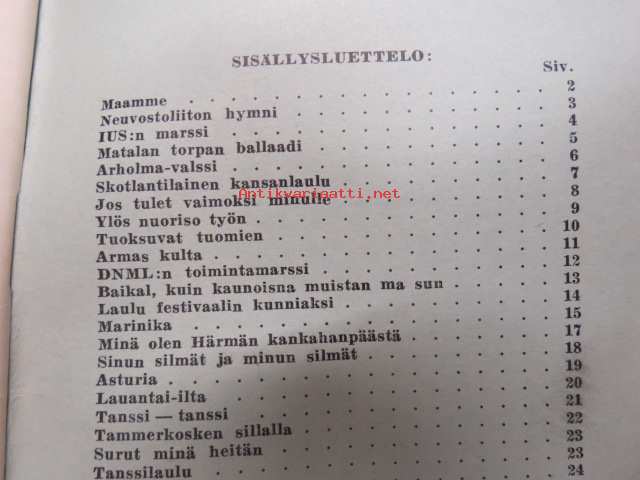 SISÄLLYSLUETTELO:
Siv.
Maamme . . . . . . . . . . . . 2
Neuvostoliiton hymni . . . . . . . . 3
IUS:n marssi . . . . . . . . . . . 4
Matalan torpan ballaadi . . . . . . . . 5
Arholma-valssi . . . . . . . . . . . 6
Skotlantilainen kansanlaulu . . . . . . . 7
Jos tulet vaimoksi minulle . . . . . . . 8
Ylös nuoriso työn . . . . . . . . . . 9
Tuoksuvat tuomien . . . . . . . . . 10
Armas kulta . . . . . . . . . . . 11
DNML:n toimintamarssi . . . . . . . . 12
Baikal, kuin kaunoisna muistan ma sun . . . . 13
Laulu festivaalin kunniaksi . . . . . . . 14
Marinika . . . . . . . . . . . . 15
Minä olen Härmän kankahanpäästä . . . . . 17
Sinun silmät ja minun silmät . . . . . . 18
Asturia . . . . . . . . . . . . . 19
Lauantai-ilta . . . . . . . . . . . 20
Tanssi — tanssi . . . . . . . . . . 21
Tammerkosken sillalla . . . . . . . . 22
Surut minä heitän . . . . . . . . . 23
Tanssilaulu . . . . . . . . . . . 23
24
Antikvariaatti.net